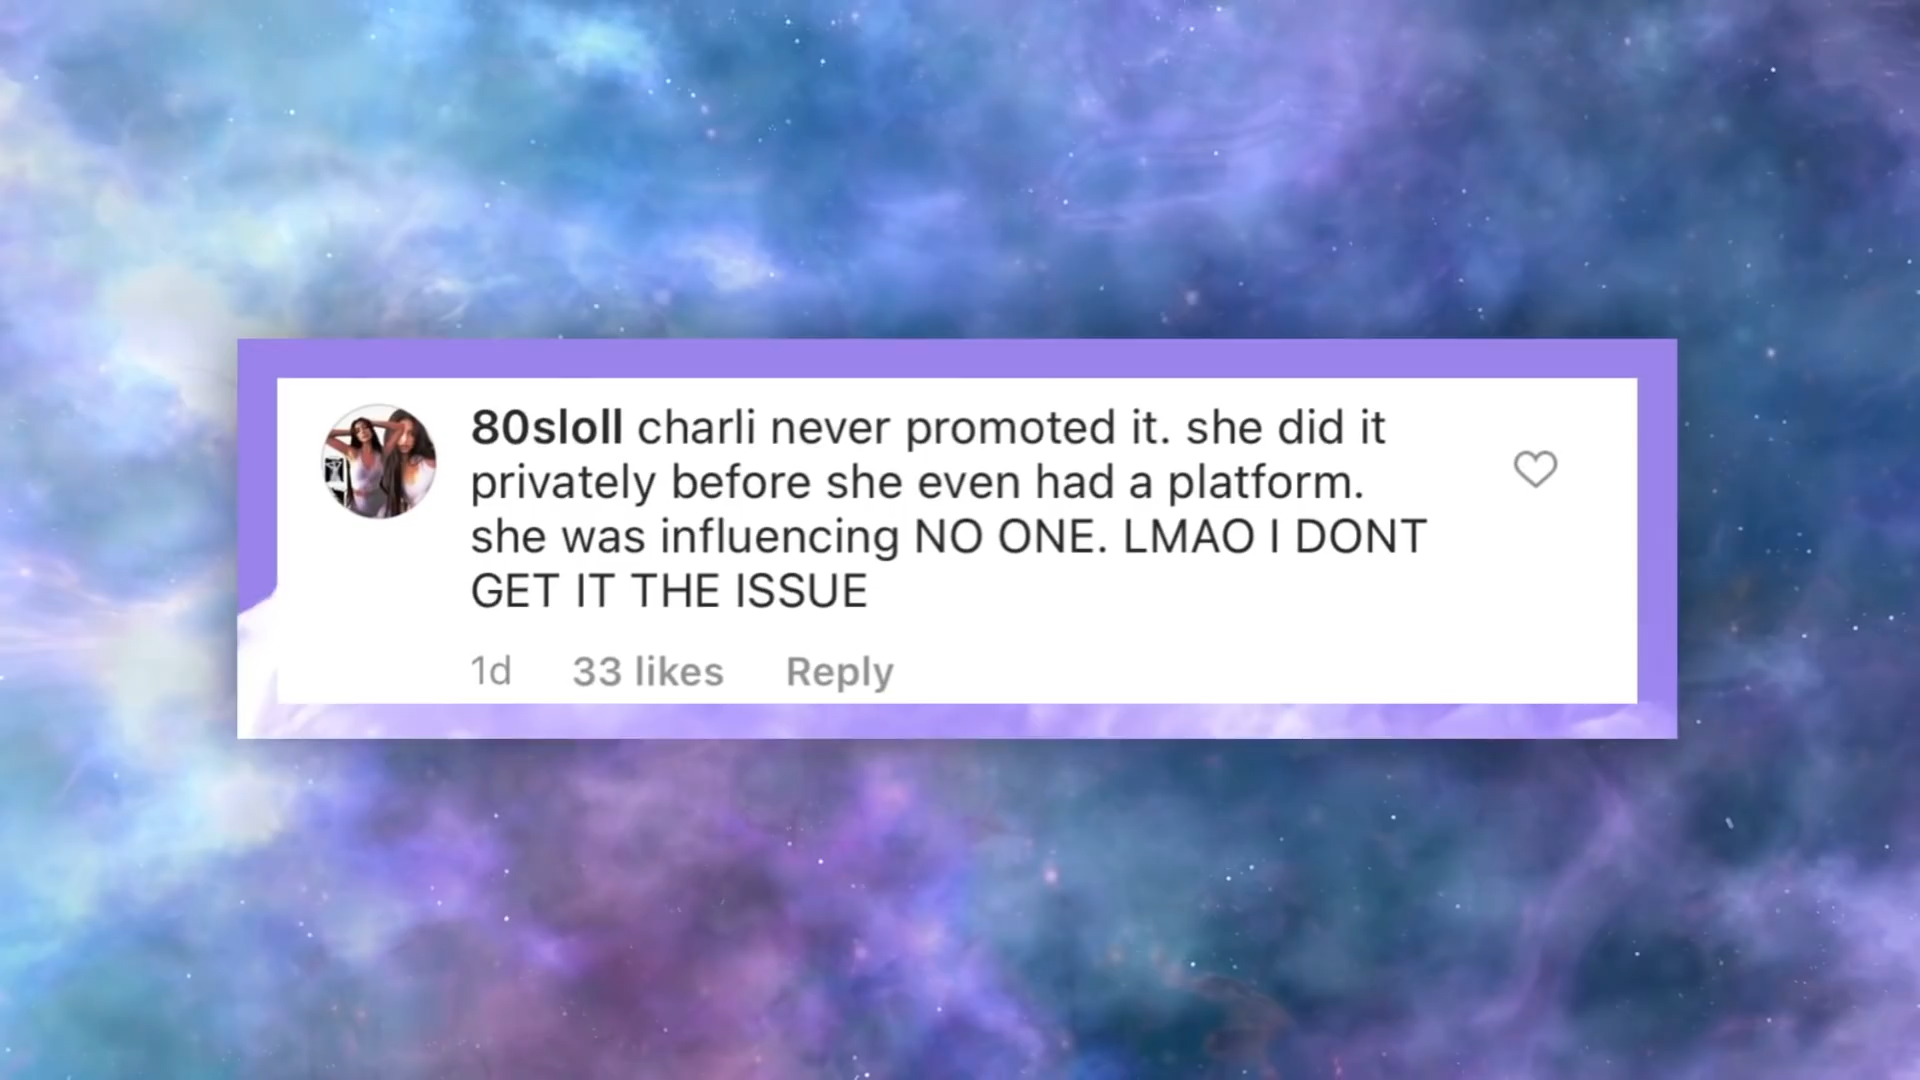 80sloll charli never promoted it. she did it
privately before she even had a platform.
she was influencing NO ONE. LMAO I DONT
GET IT THE ISSUE
1d 33 likes Reply